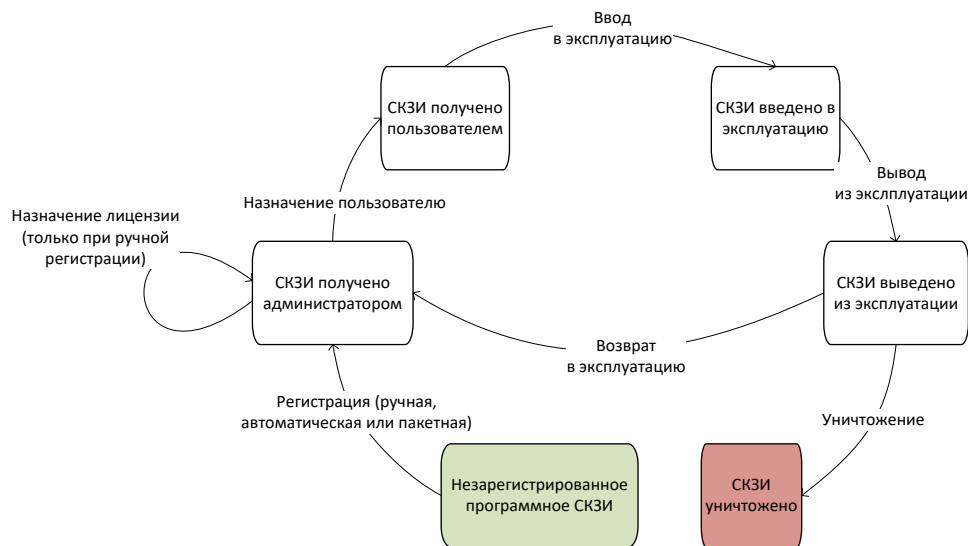 Ввод
в эксплуатацию
СКЗИ получено
пользователем
СКЗИ введено в
эксплуатацию
Вывод
из экслплуатации
Назначение пользователю
Назначение лицензии
(только при ручной
регистрации)
СКЗИ получено
администратором
СКЗИ выведено
из эксплуатации
Возврат
в эксплуатацию
Регистрация (ручная,
автоматическая или пакетная)
Уничтожение
Незарегистрированное
программное СКЗИ
СКЗИ
уничтожено